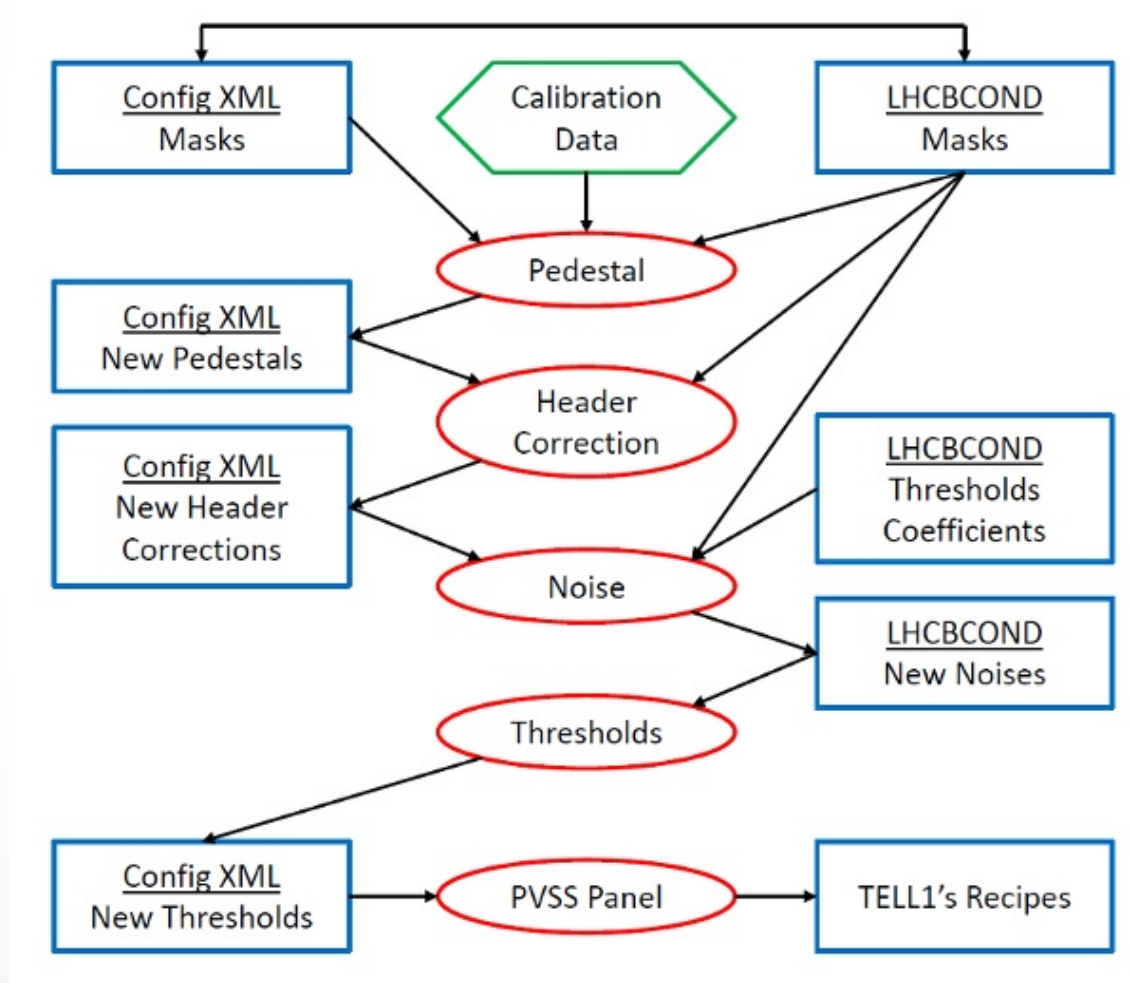 Config XML
Masks
Calibration
Data
LHCBCOND
Masks
Pedestal
Config XML
New Pedestals
Header
Correction
Config XML
New Header
Corrections
LHCBCOND
Thresholds
Coefficients
Noise
LHCBCOND
New Noises
Thresholds
Config XML
New Thresholds
PVSS Panel
TELL1’s Recipes